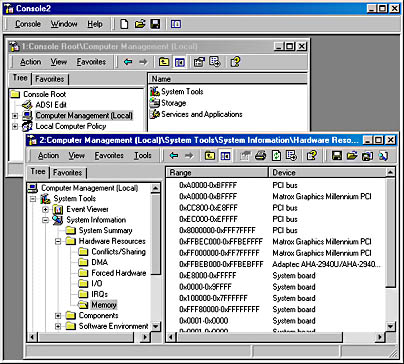 Console2
Console Window Help
1:Console Root\Computer Management (Local)
Action View Favorites
Tree Favorites
Name
Console Root
ADSI Edit
Computer Management (Local)
Local Computer Policy
System Tools
Storage
Services and Applications
2:Computer Management (Local)\System Tools\System Information\Hardware Reso...
Action View Favorites Tools
Tree Favorites
Range Device
Computer Management (Local)
System Tools
Event Viewer
System Information
System Summary
Hardware Resources
Conflicts/Sharing
DMA
Forced Hardware
I/O
IRQs
Memory
Components
Software Environment
0xA0000-0xBFFFF PCI bus
0xA0000-0xBFFFF Matrox Graphics Millennium PCI
0xCC800-0xE8FFF PCI bus
0xEC000-0xEFFFF PCI bus
0x8000000-0xFFF7FFFF PCI bus
0xFFBEC000-0xFFBEFFFF Matrox Graphics Millennium PCI
0xFF000000-0xFF7FFFFF Matrox Graphics Millennium PCI
0xFFBEB000-0xFFBEBFFF Adaptec AHA-2940U/AHA-2940...
0xE8000-0xFFFFF System board
0x0000-0x9FFFF System board
0x100000-0x7FFFFFF System board
0xFFF80000-0xFFFFFFFF System board
0x0001-0x0000 System board
0x0001-0x0000 System board